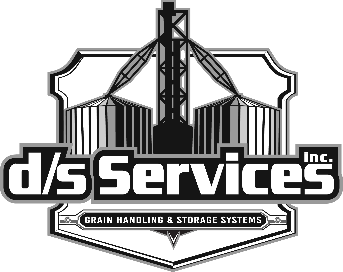 d/s Services Inc.
GRAIN HANDLING & STORAGE SYSTEMS